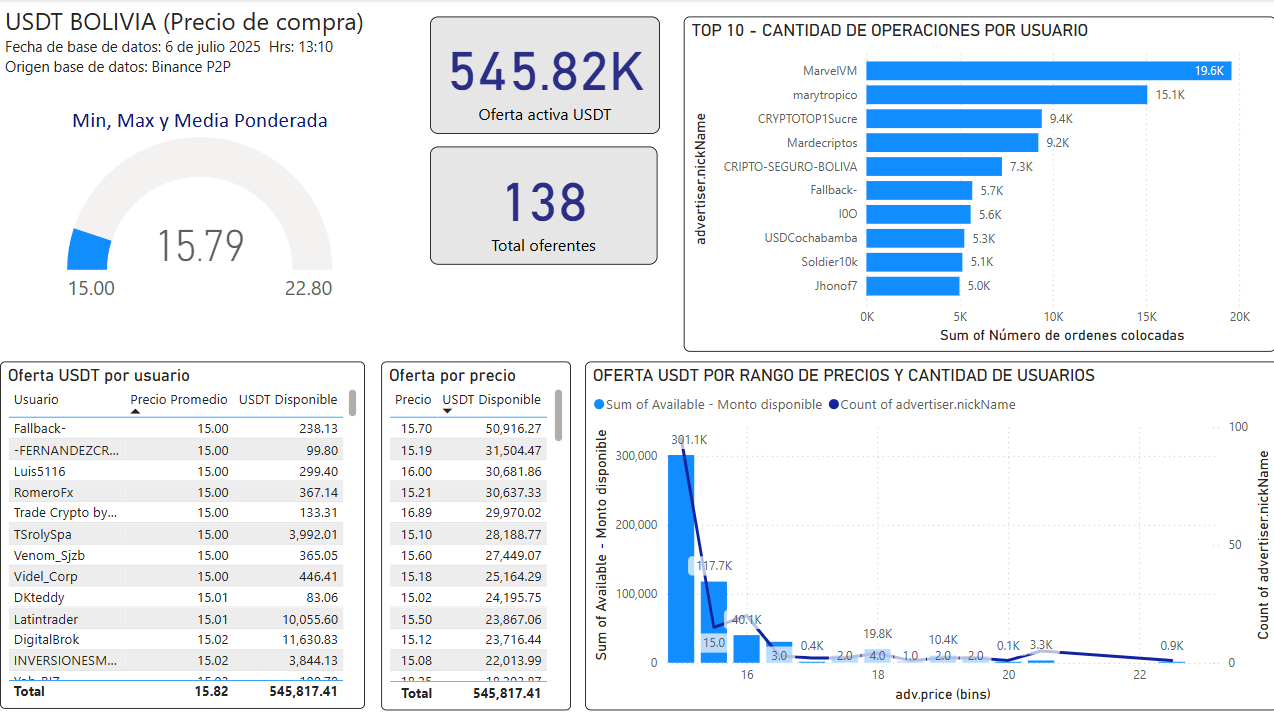 USDT BOLIVIA (Precio de compra)
Fecha de base de datos: 6 de julio 2025 Hrs: 13:10
Origen base de datos: Binance P2P
Min, Max y Media Ponderada
15.79
15.00
22.80
545.82K
Oferta activa USDT
138
Total oferentes
TOP 10 - CANTIDAD DE OPERACIONES POR USUARIO
advertiser.nickName
MarvelVM 19.6K
marytropico 15.1K
CRYPTOTOP1Sucre 9.4K
Mardecriptos 9.2K
CRIPTO-SEGURO-BOLIVA 7.3K
Fallback- 5.7K
I0O 5.6K
USDCochabamba 5.3K
Soldier10k 5.1K
Jhonof7 5.0K
0K 5K 10K 15K 20K
Sum of Número de ordenes colocadas
Oferta USDT por usuario
Usuario Precio Promedio USDT Disponible
Fallback- 15.00 238.13
-FERNANDEZCR... 15.00 99.80
Luis5116 15.00 299.40
RomeroFx 15.00 367.14
Trade Crypto by... 15.00 133.31
TSrolySpa 15.00 3,992.01
Venom_Sjzb 15.00 365.05
Videl_Corp 15.00 446.41
DKteddy 15.01 83.06
Latintrader 15.01 10,055.60
DigitalBrok 15.02 11,630.83
INVERSIONESM... 15.02 3,844.13
Total 15.82 545,817.41
Oferta por precio
Precio USDT Disponible
15.70 50,916.27
15.19 31,504.47
16.00 30,681.86
15.21 30,637.33
16.89 29,970.02
15.10 28,188.77
15.60 27,449.07
15.18 25,164.29
15.02 24,195.75
15.50 23,867.06
15.12 23,716.44
15.08 22,013.99
Total 545,817.41
OFERTA USDT POR RANGO DE PRECIOS Y CANTIDAD DE USUARIOS
Sum of Available - Monto disponible Count of advertiser.nickName
Sum of Available - Monto disponible
300,000
200,000
100,000
0
301.1K
117.7K
40.1K
0.4K
19.8K
10.4K
0.1K
3.3K
0.9K
15.0
3.0
2.0
4.0
1.0
2.0
2.0
100
50
0
Count of advertiser.nickName
16 18 20 22
adv.price (bins)